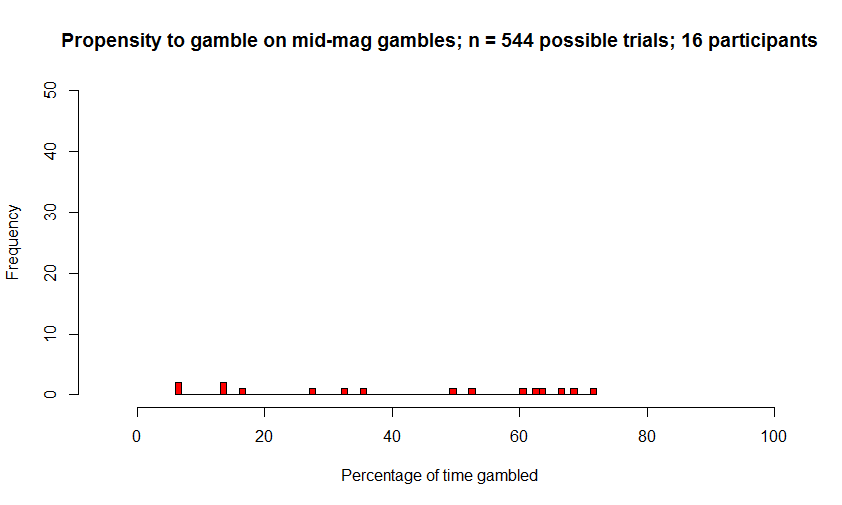 Propensity to gamble on mid-mag gambles; n = 544 possible trials; 16 participants
50
40
30
20
10
0
Frequency
0 20 40 60 80 100
Percentage of time gambled